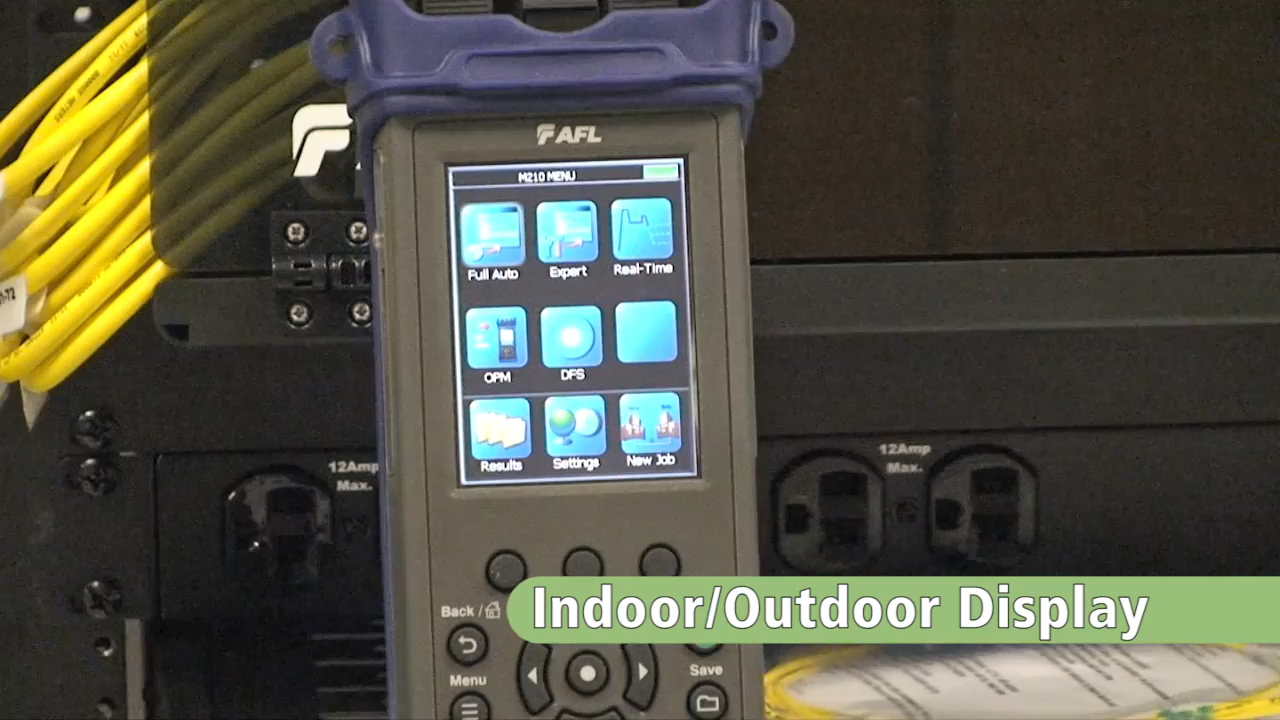 AFL
M210 MENU
Full Auto
Expert
Real-Time
OPM
DFS
Results
Settings
New Job
12Amp
Max.
12Amp
Max.
Back /
Indoor/Outdoor Display
Menu
Save